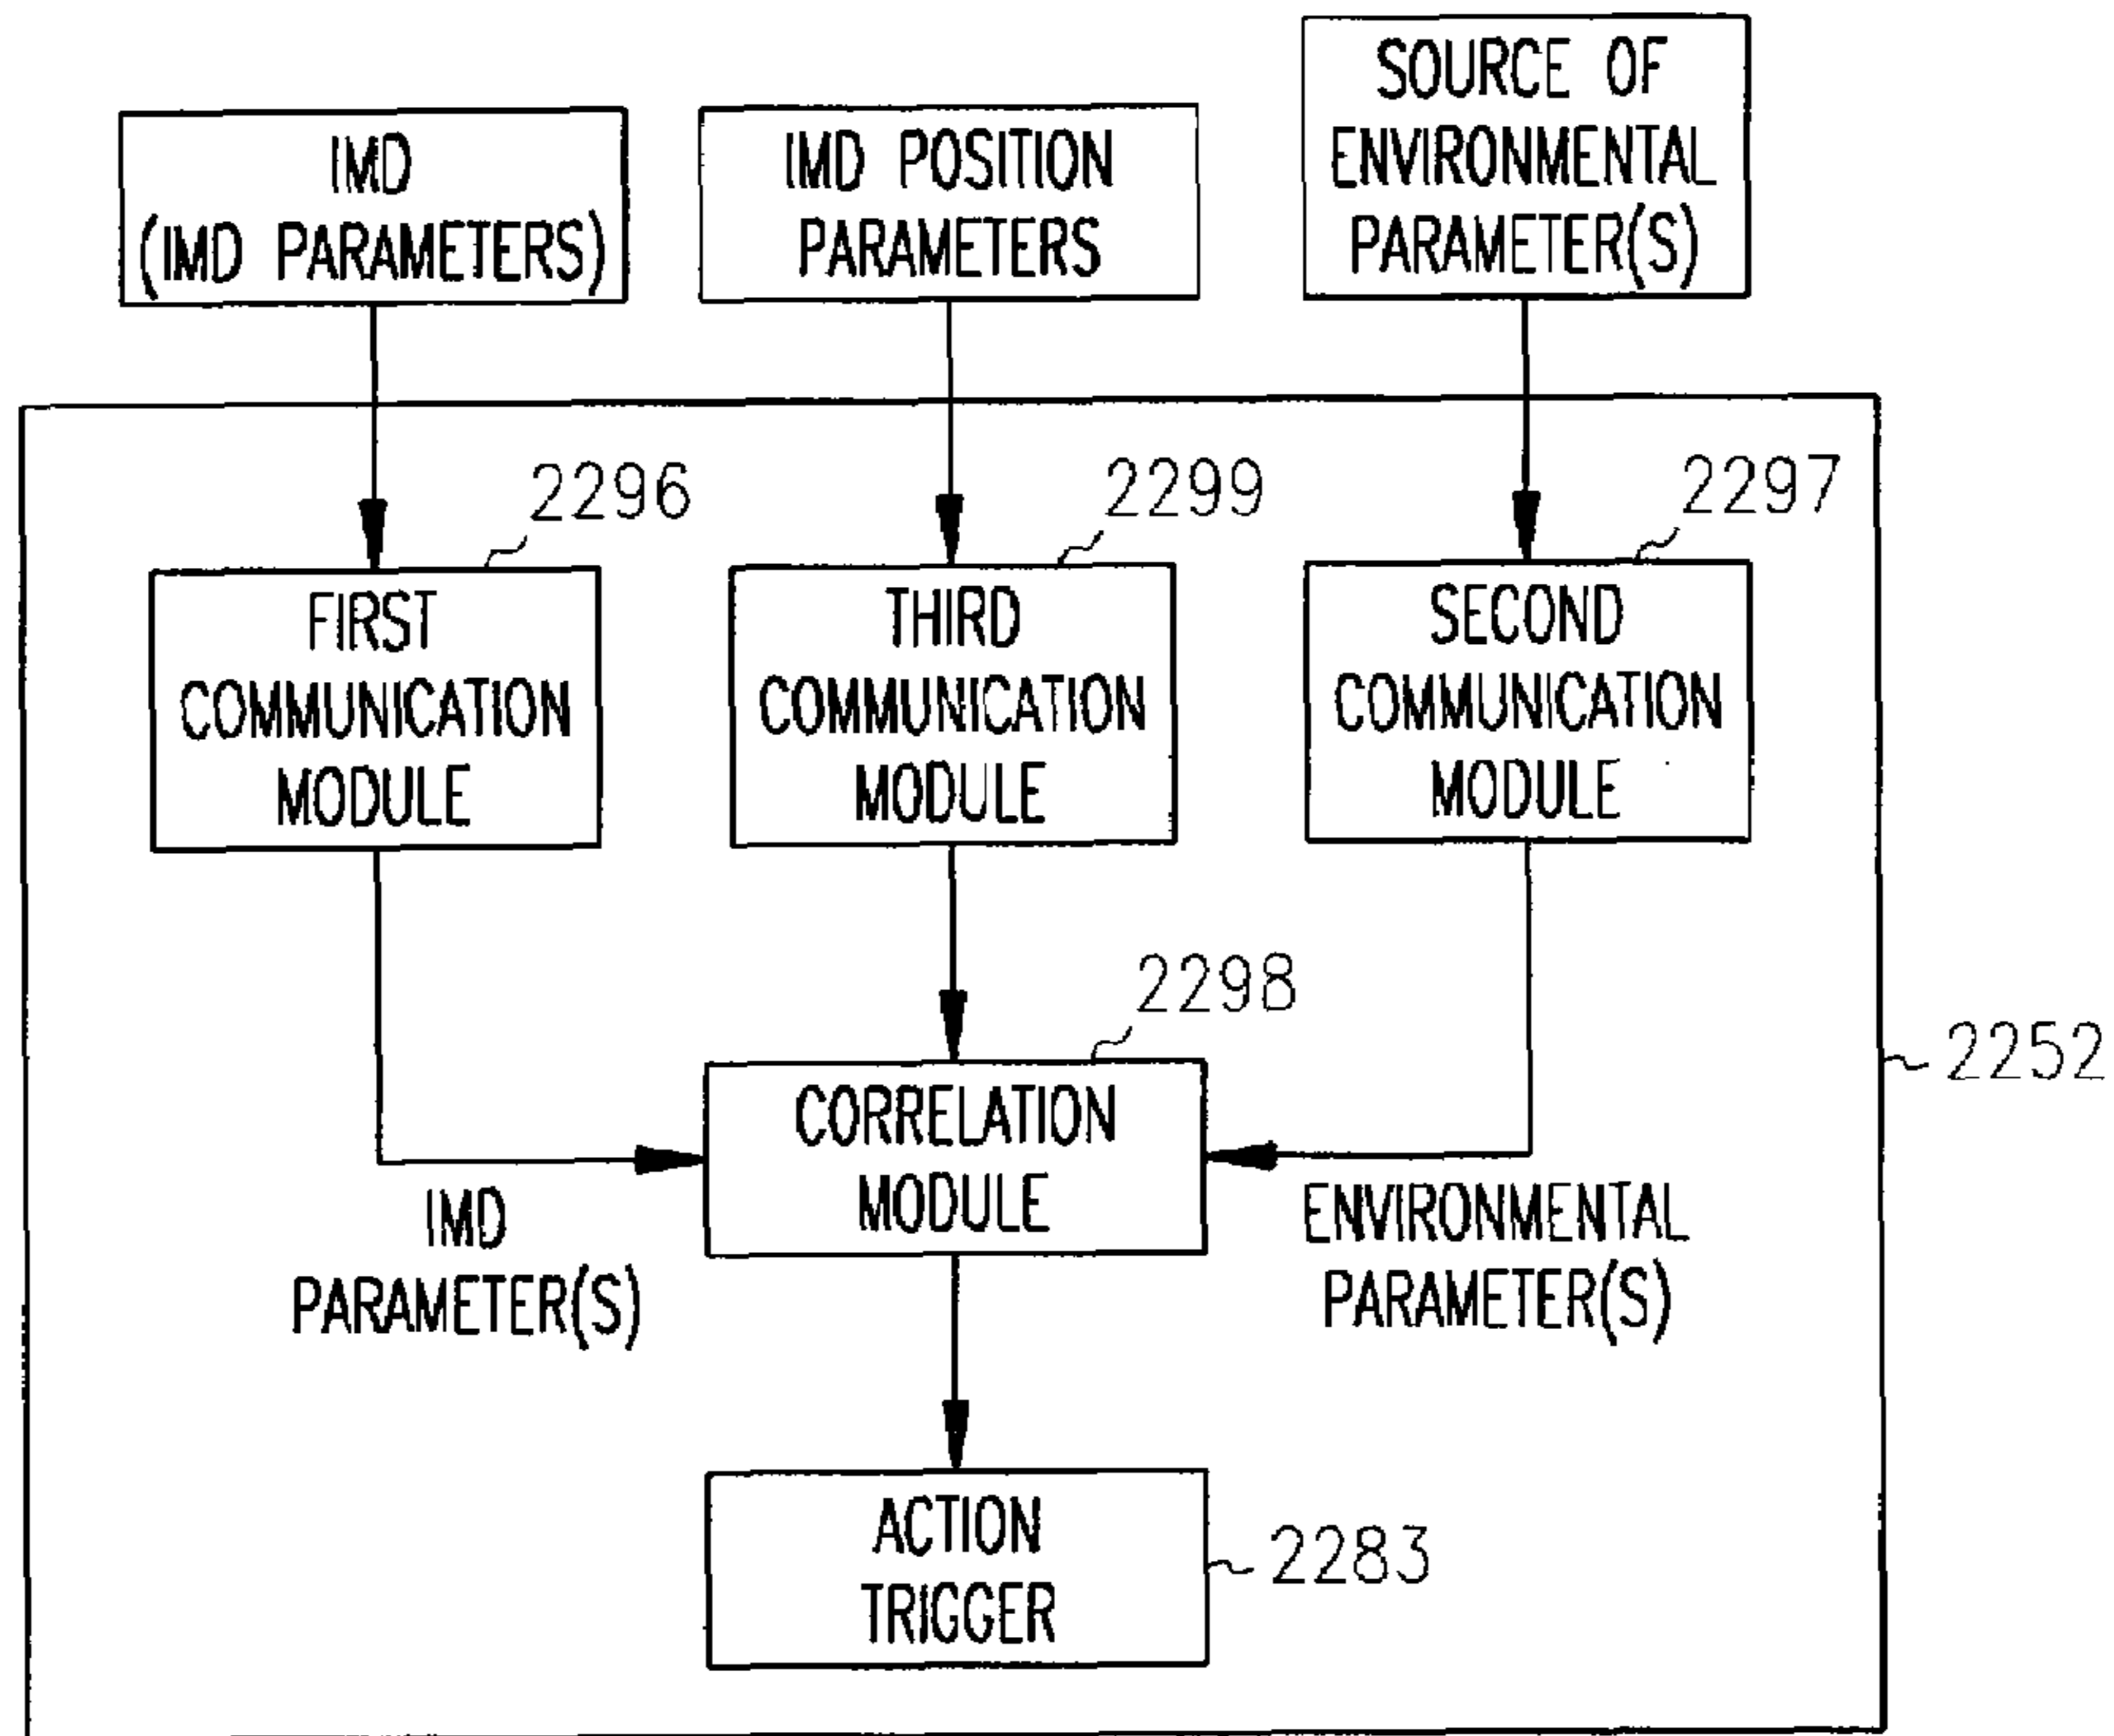 IMD
(IMD PARAMETERS)
IMD POSITION
PARAMETERS
SOURCE OF
ENVIRONMENTAL
PARAMETER(S)
2296
2299
2297
FIRST
COMMUNICATION
MODULE
THIRD
COMMUNICATION
MODULE
SECOND
COMMUNICATION
MODULE
2298
2252
CORRELATION
MODULE
IMD
PARAMETER(S)
ENVIRONMENTAL
PARAMETER(S)
ACTION
TRIGGER
2283